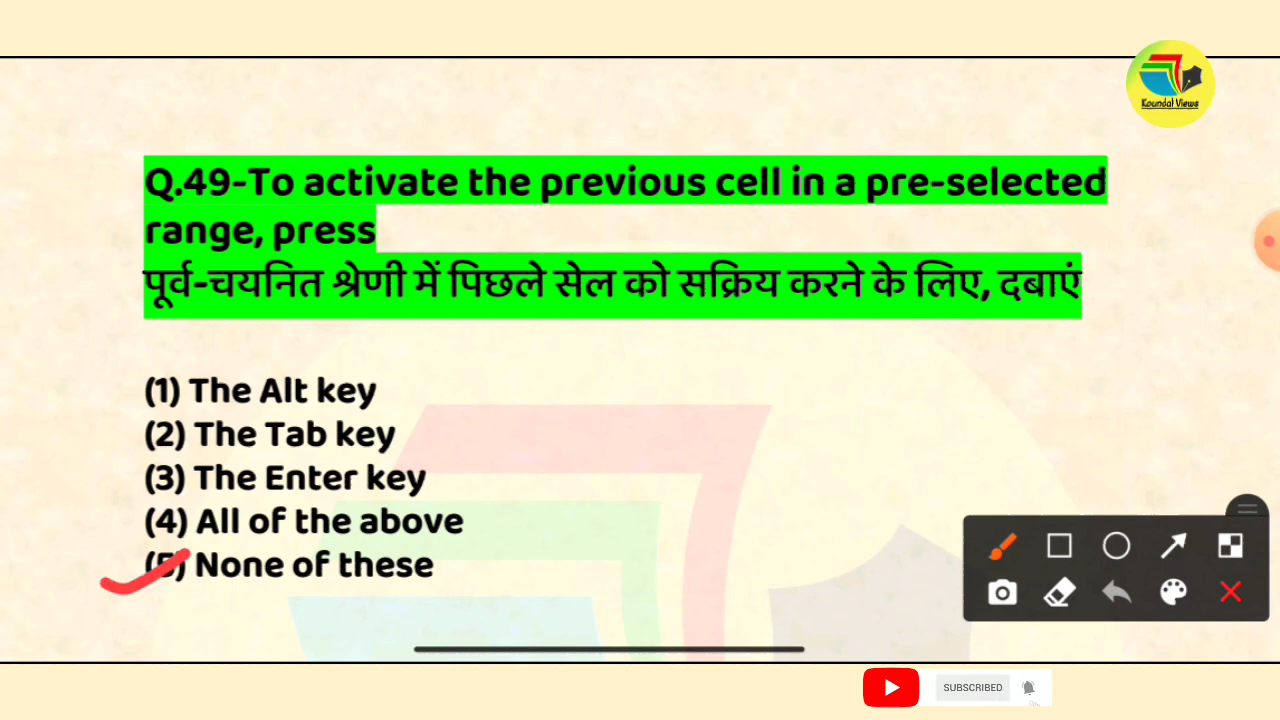 Koundal Views
Q.49-To activate the previous cell in a pre-selected
range, press
पूर्व-चयनित श्रेणी में पिछले सेल को सक्रिय करने के लिए, दबाएं
(1) The Alt key
(2) The Tab key
(3) The Enter key
(4) All of the above
(5) None of these
SUBSCRIBED